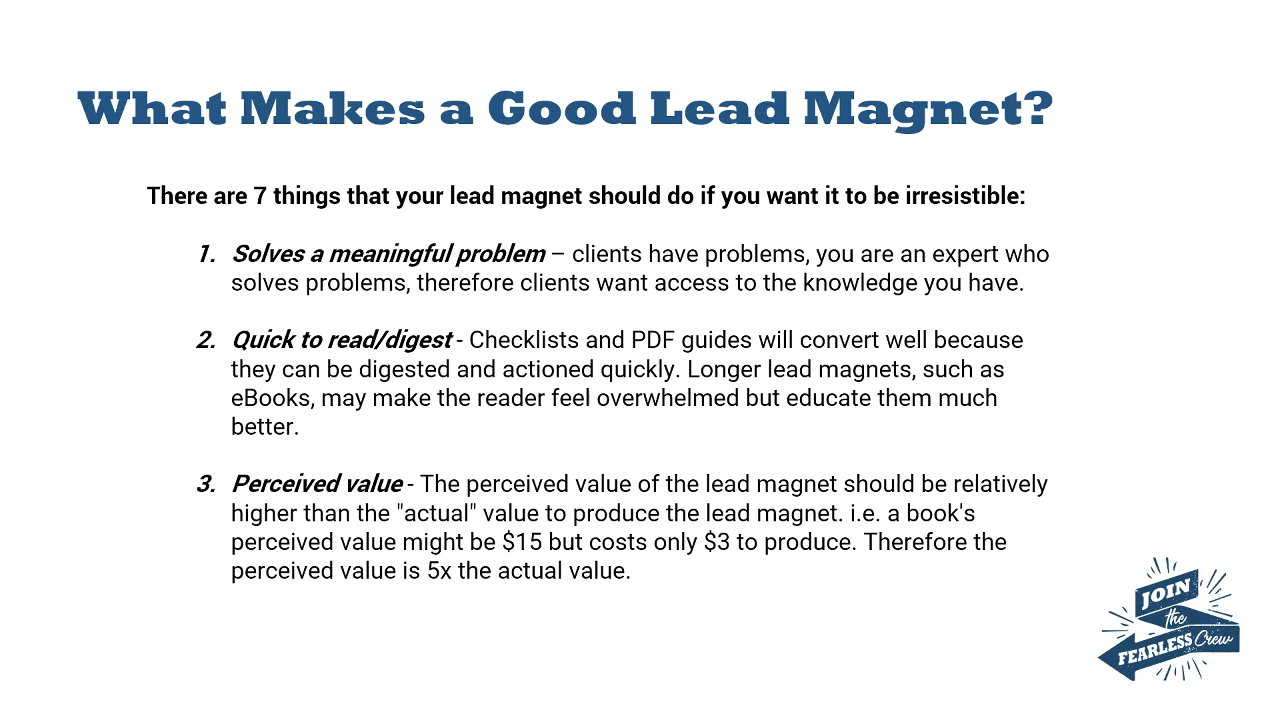 What Makes a Good Lead Magnet?
There are 7 things that your lead magnet should do if you want it to be irresistible:
1. Solves a meaningful problem – clients have problems, you are an expert who
solves problems, therefore clients want access to the knowledge you have.
2. Quick to read/digest - Checklists and PDF guides will convert well because
they can be digested and actioned quickly. Longer lead magnets, such as
eBooks, may make the reader feel overwhelmed but educate them much
better.
3. Perceived value - The perceived value of the lead magnet should be relatively
higher than the "actual" value to produce the lead magnet. i.e. a book's
perceived value might be $15 but costs only $3 to produce. Therefore the
perceived value is 5x the actual value.
JOIN
the
FEARLESS Crew